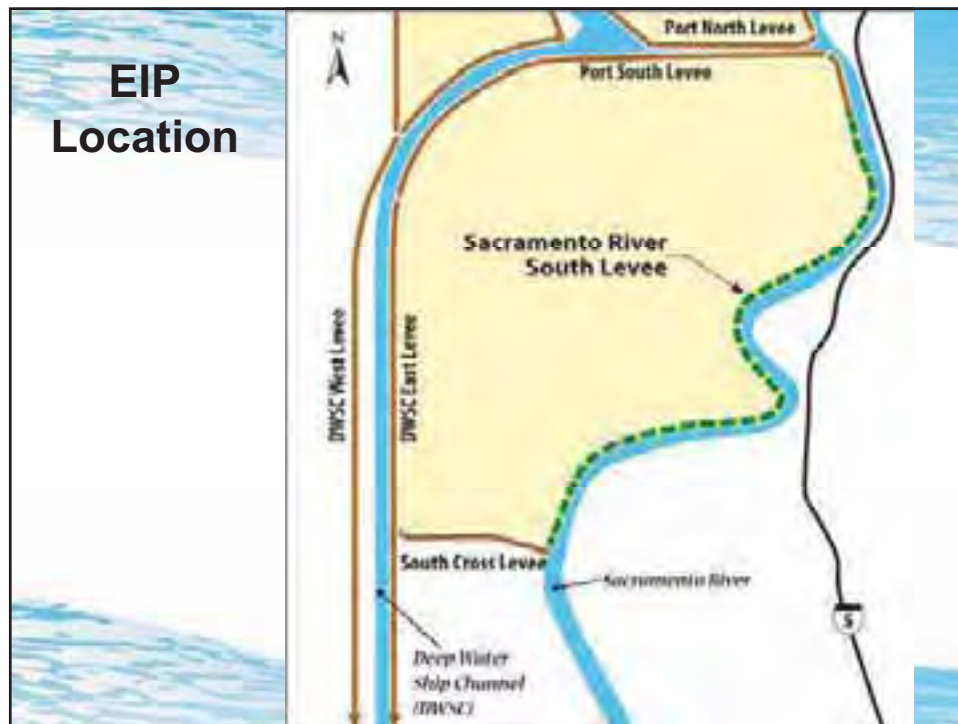 EIP
Location
N
Port North Levee
Port South Levee
Sacramento River
South Levee
DWSC West Levee
DWSC East Levee
South Cross Levee
Sacramento River
5
Deep Water
Ship Channel
(DWSC)